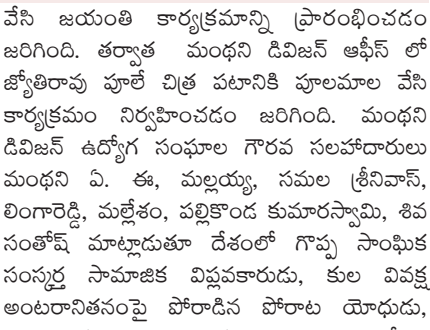 వేసి జయంతి కార్యక్రమాన్ని ప్రారంభించడం
జరిగింది. తర్వాత మంథని డివిజన్ ఆఫీస్ లో
జ్యోతిరావు పూలే చిత్ర పటానికి పూలమాల వేసి
కార్యక్రమం నిర్వహించడం జరిగింది. మంథని
డివిజన్ ఉద్యోగ సంఘాల గౌరవ సలహాదారులు
మంథని ఏ. ఈ, మల్లయ్య, సమల శ్రీనివాస్,
లింగారెడ్డి, మల్లేశం, పల్లికొండ కుమారస్వామి, శివ
సంతోష్ మాట్లాడుతూ దేశంలో గొప్ప సాంఘిక
సంస్కర్త సామాజిక విప్లవకారుడు, కుల వివక్ష
అంటరానితనంపై పోరాడిన పోరాట యోధుడు,